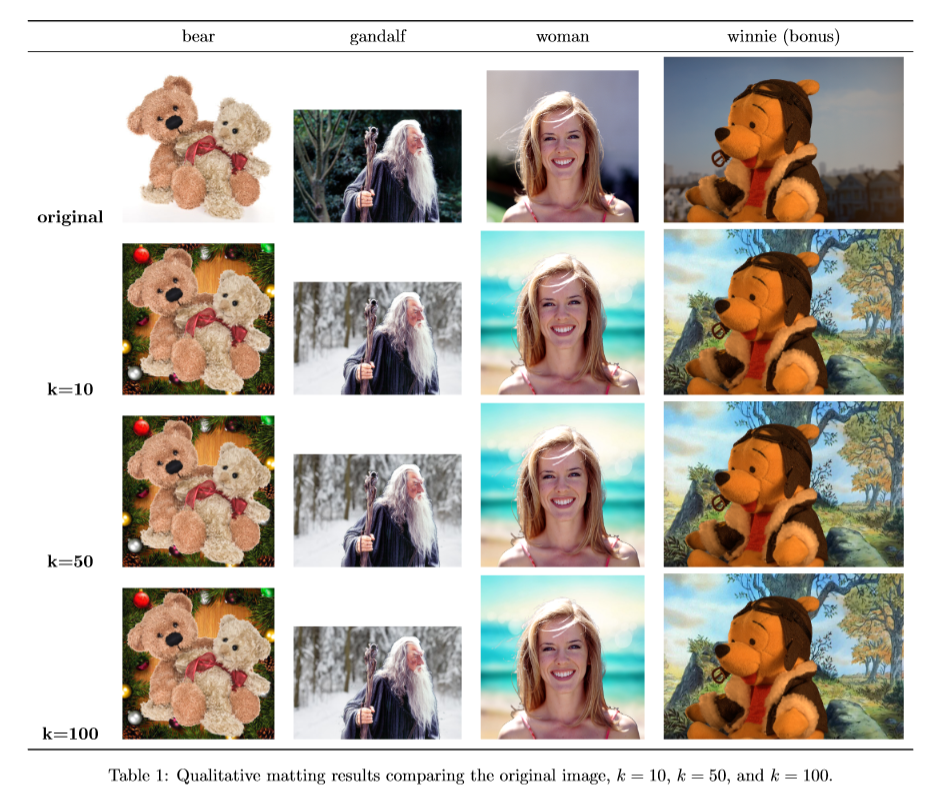 bear gandalf woman winnie (bonus)
original
k=10
k=50
k=100
Table 1: Qualitative matting results comparing the original image, k = 10, k = 50, and k = 100.